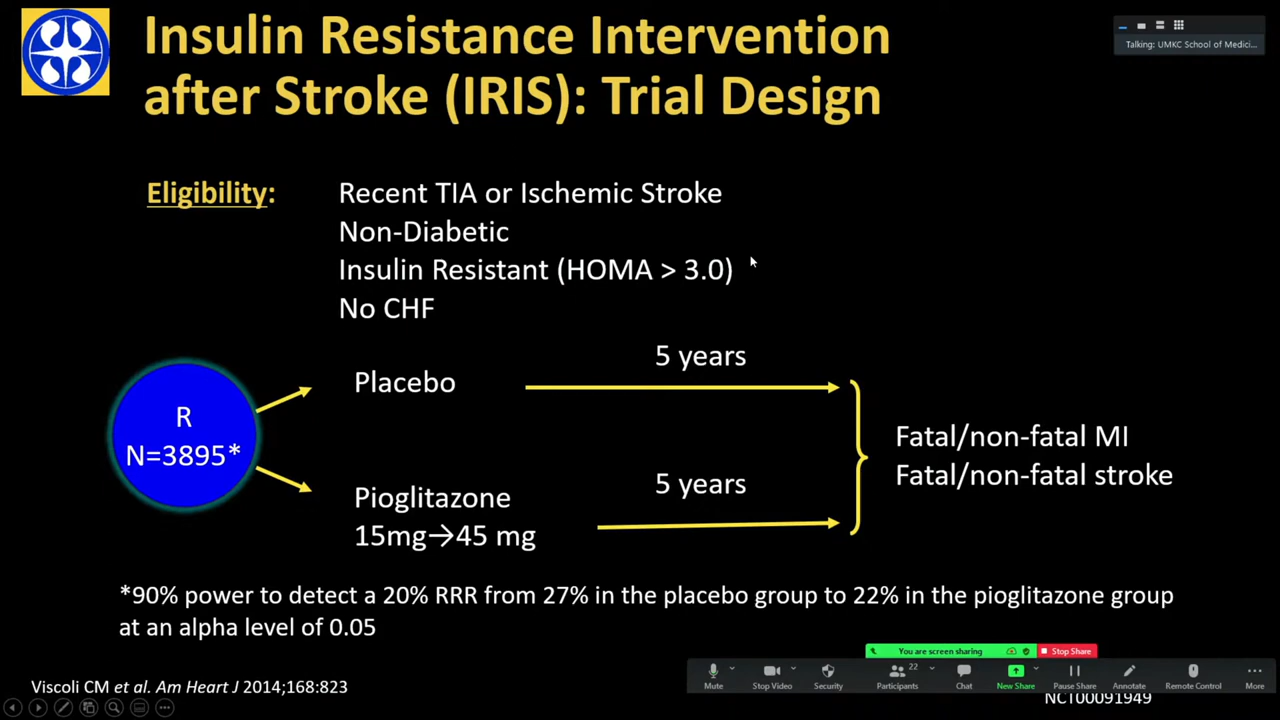 Insulin Resistance Intervention
after Stroke (IRIS): Trial Design
Talking: UMKC School of Medici...
Eligibility:
Recent TIA or Ischemic Stroke
Non-Diabetic
Insulin Resistant (HOMA > 3.0)
No CHF
R
N=3895*
Placebo
5 years
Pioglitazone
15mg→45 mg
5 years
Fatal/non-fatal MI
Fatal/non-fatal stroke
*90% power to detect a 20% RRR from 27% in the placebo group to 22% in the pioglitazone group
at an alpha level of 0.05
You are screen sharing
Stop Share
Mute
Stop Video
Security
Participants
22
Chat
New Share
Pause Share
Annotate
Remote Control
More
Viscoli CM et al. Am Heart J 2014;168:823
NCT00091949